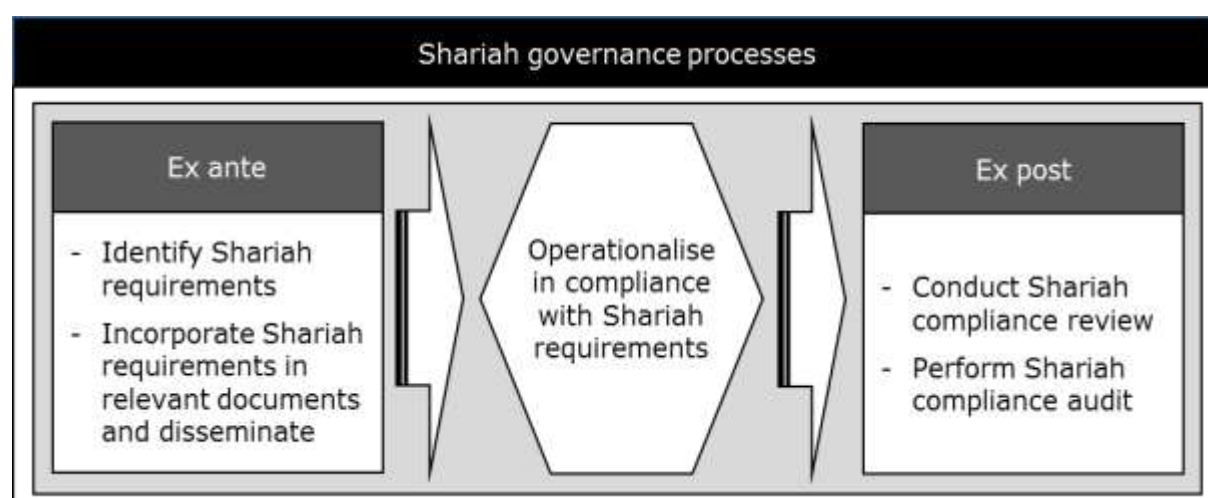 Shariah governance processes
Ex ante
- Identify Shariah
requirements
- Incorporate Shariah
requirements in
relevant documents
and disseminate
Operationalise
in compliance
with Shariah
requirements
Ex post
- Conduct Shariah
compliance review
- Perform Shariah
compliance audit